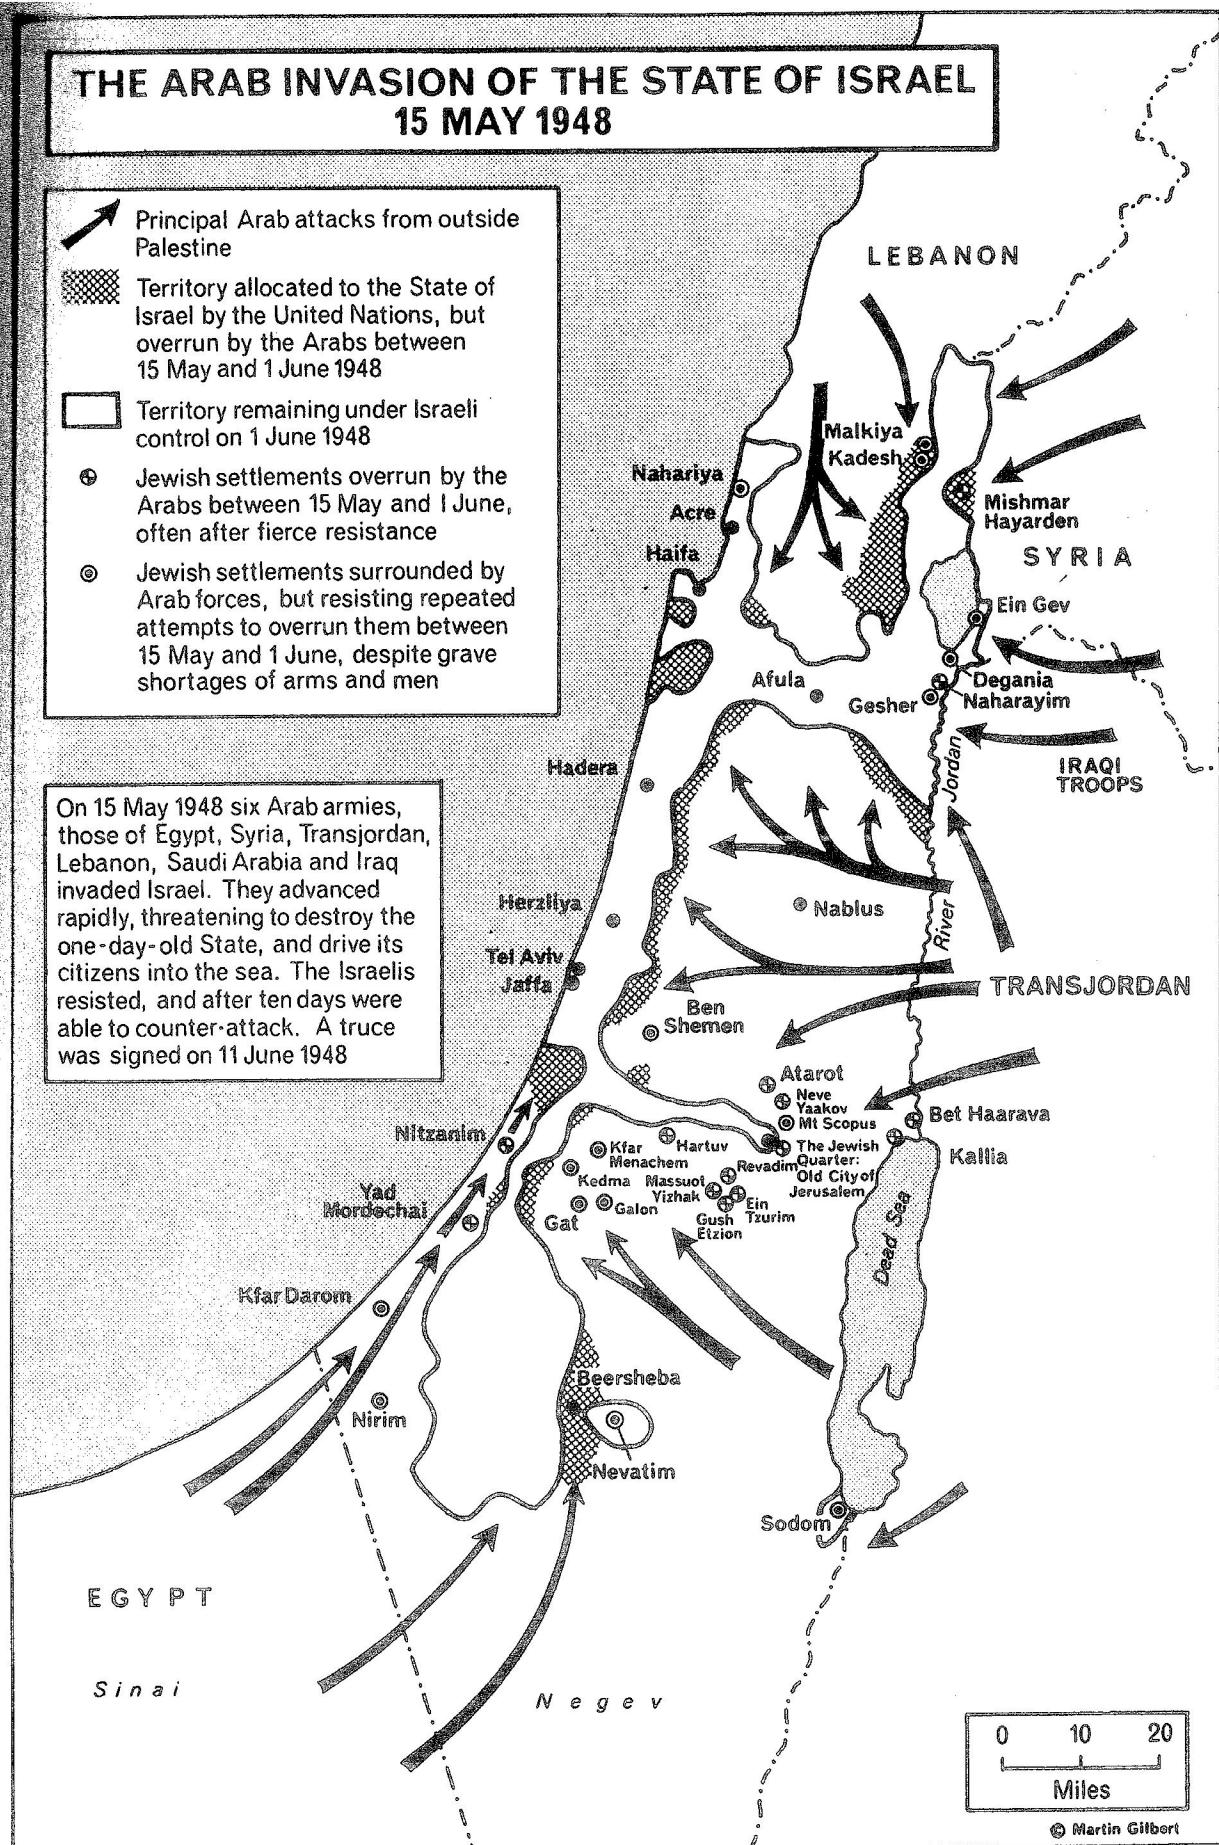 THE ARAB INVASION OF THE STATE OF ISRAEL
15 MAY 1948
Principal Arab attacks from outside
Palestine
Territory allocated to the State of
Israel by the United Nations, but
overrun by the Arabs between
15 May and 1 June 1948
Territory remaining under Israeli
control on 1 June 1948
Jewish settlements overrun by the
Arabs between 15 May and 1 June,
often after fierce resistance
Jewish settlements surrounded by
Arab forces, but resisting repeated
attempts to overrun them between
15 May and 1 June, despite grave
shortages of arms and men
On 15 May 1948 six Arab armies,
those of Egypt, Syria, Transjordan,
Lebanon, Saudi Arabia and Iraq
invaded Israel. They advanced
rapidly, threatening to destroy the
one-day-old State, and drive its
citizens into the sea. The Israelis
resisted, and after ten days were
able to counter-attack. A truce
was signed on 11 June 1948
LEBANON
Malkiya
Kadesh
Nahariya
Acre
Haifa
Mishmar
Hayarden
SYRIA
Ein Gev
Afula
Degania
Gesher
Naharayim
Hadera
Jordan
IRAQI
TROOPS
Herzliya
Nablus
River
Tel Aviv
Jaffa
TRANSJORDAN
Ben
Shemen
Atarot
Neve
Yaakov
Mt Scopus
Bet Haarava
Nitzanim
Kfar
Menachem
Hartuv
The Jewish
Quarter:
Old City of
Jerusalem
Kallia
Revadim
Kedma
Massuot
Yizhak
Yad
Mordechai
Gat
Galon
Ein
Tzurim
Gush
Etzion
Dead Sea
Kfar Darom
Beersheba
Nirim
Nevatim
Sodom
EGYPT
Sinai
Negev
0 10 20
Miles
© Martin Gilbert